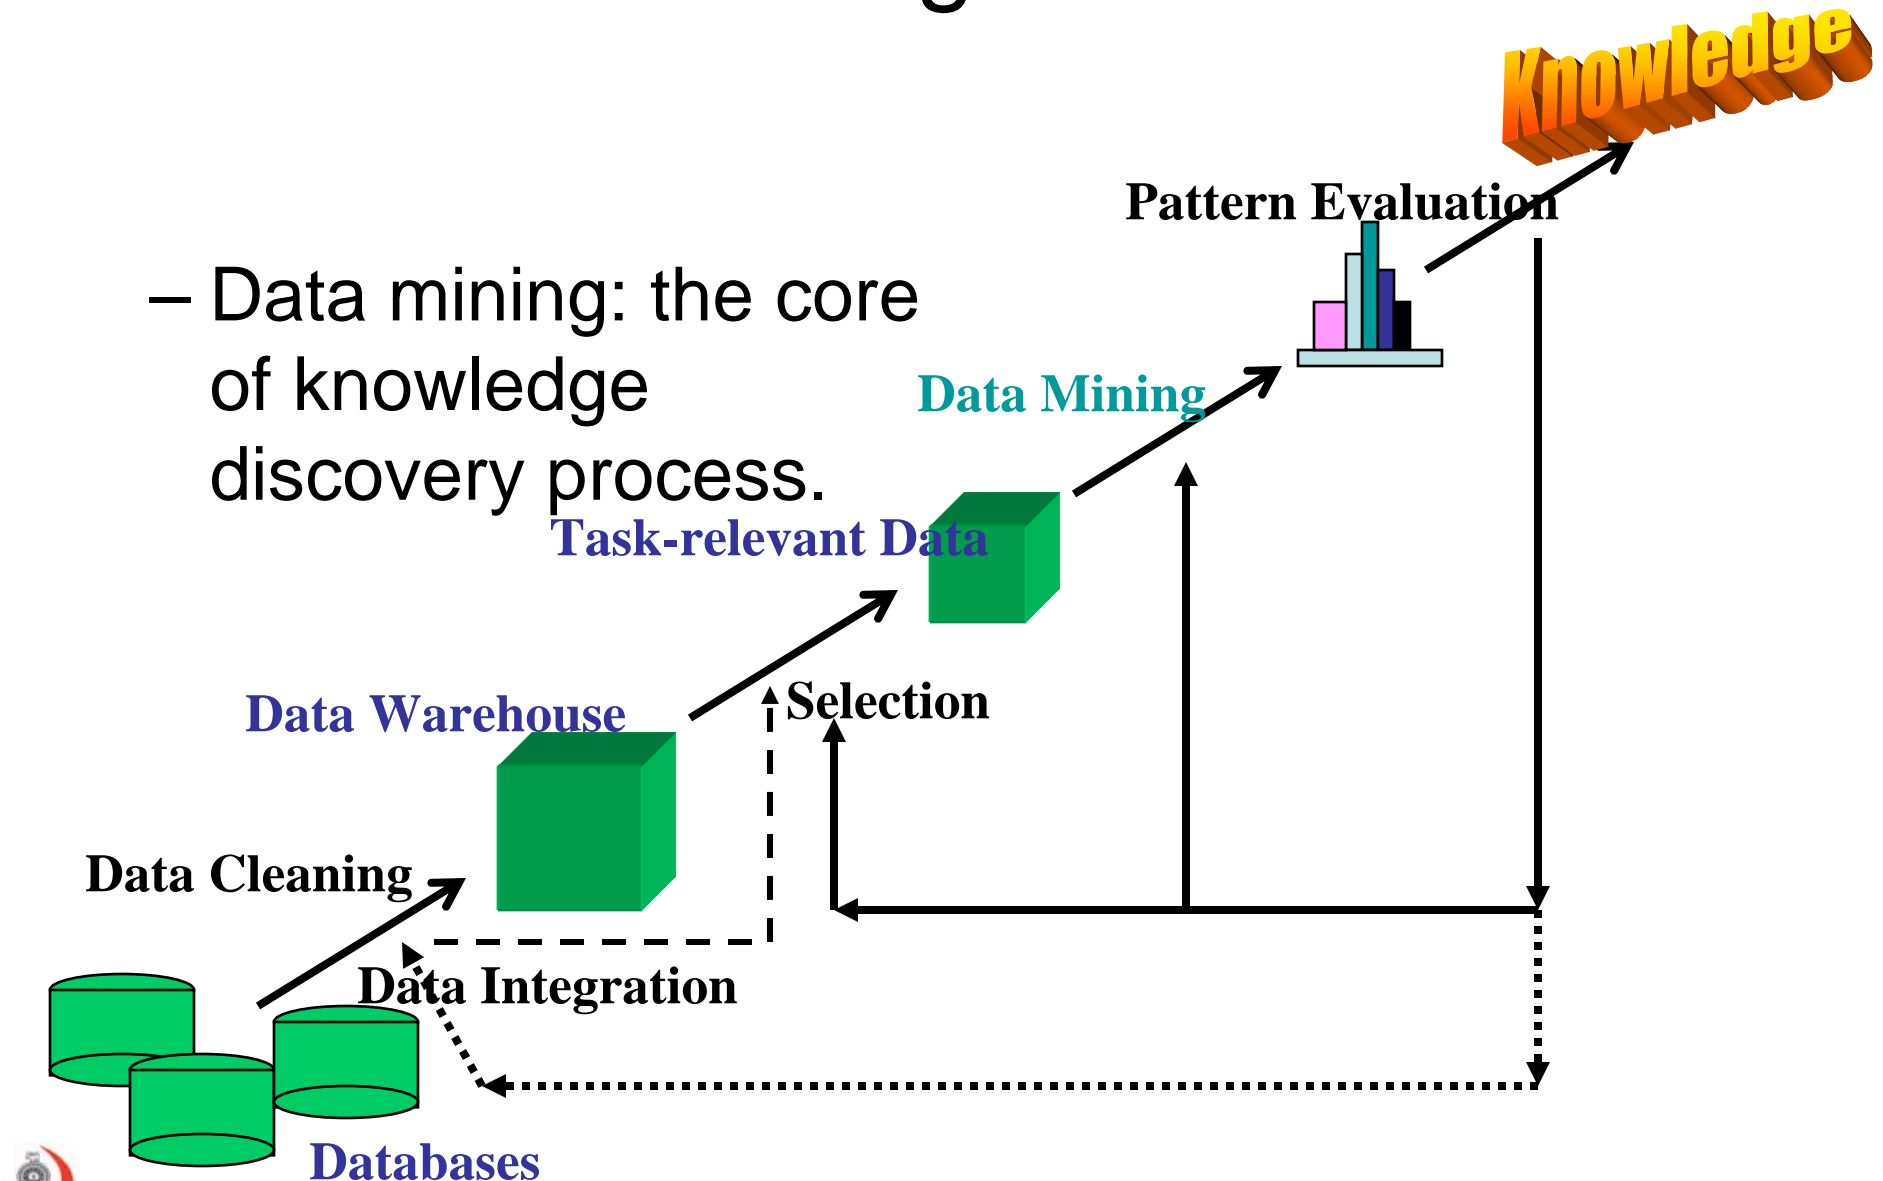 Knowledge
Pattern Evaluation
– Data mining: the core
of knowledge
discovery process.
Data Mining
Task-relevant Data
Selection
Data Warehouse
Data Cleaning
Data Integration
Databases